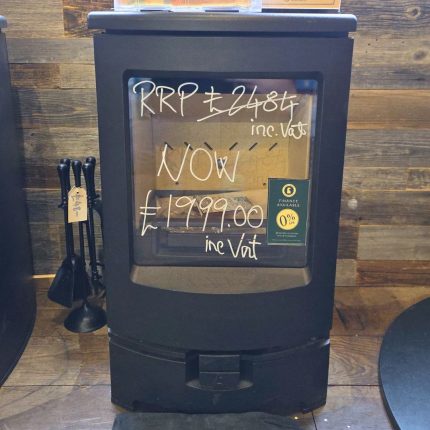 RRP £2484
inc. Vat
NOW
£1999.00
inc Vat
FINANCE
AVAILABLE
0%